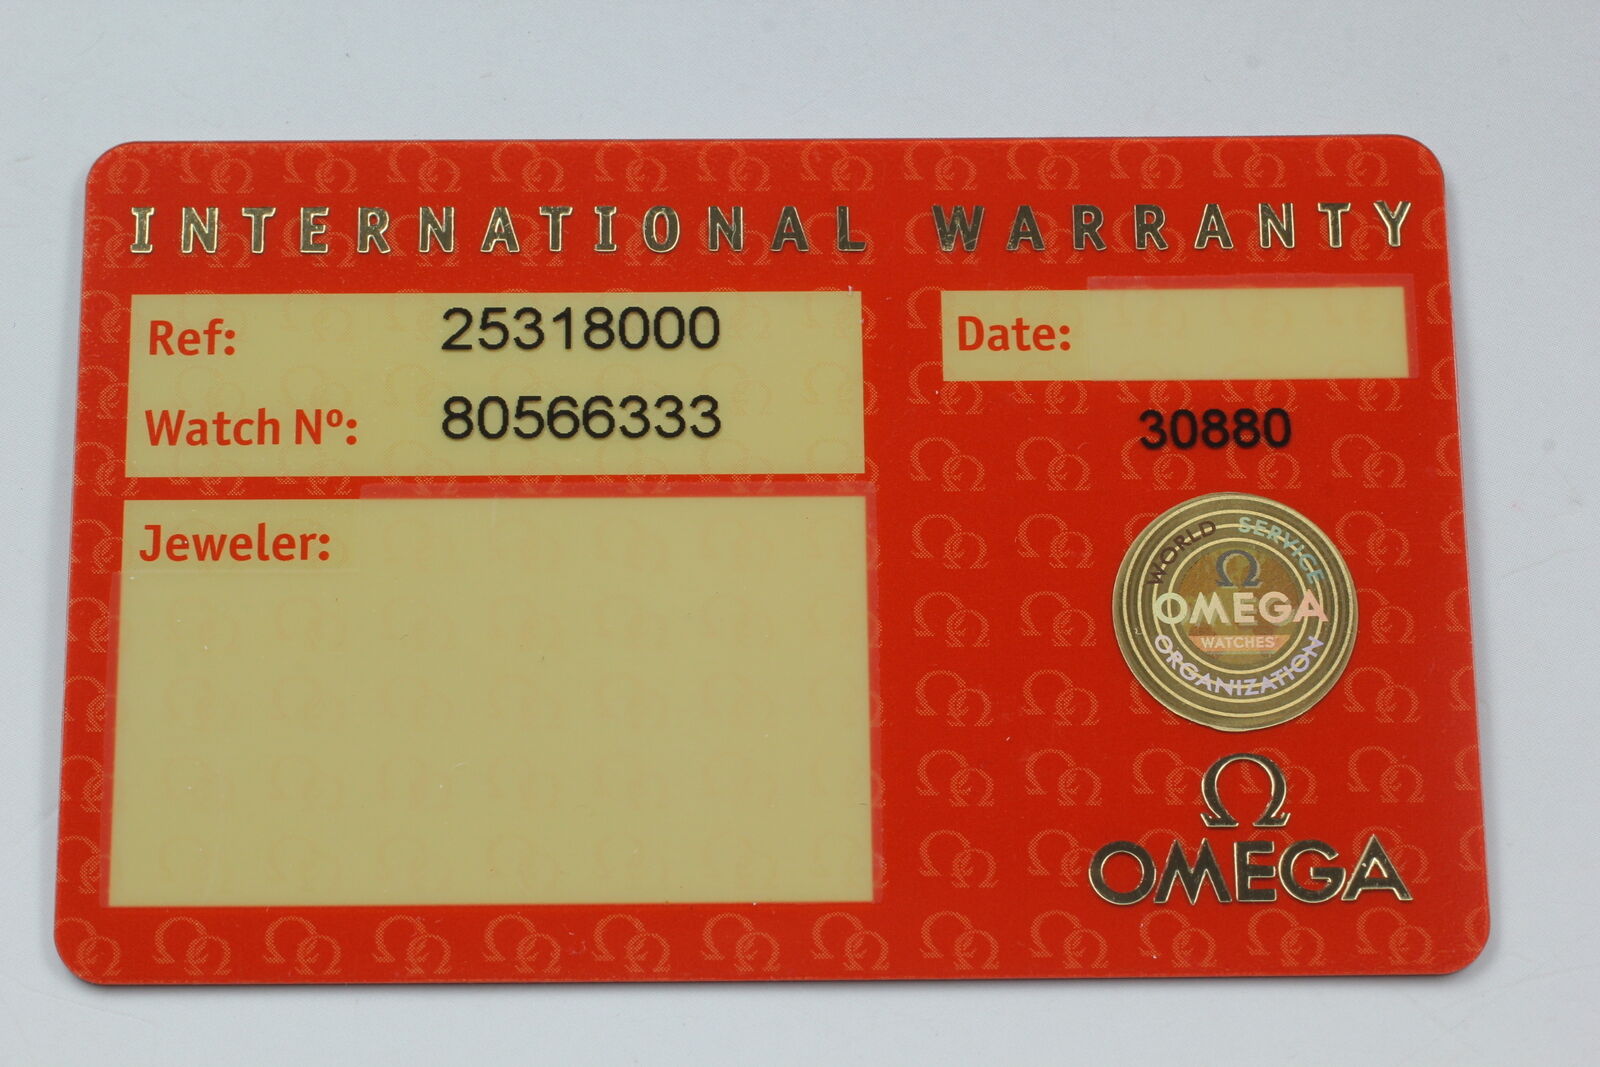 INTERNATIONAL WARRANTY
Ref: 25318000
Watch Nº: 80566333
Date:
30880
Jeweler:
WORLD SERVICE
Ω
OMEGA
WATCHES
ORGANIZATION
Ω
OMEGA